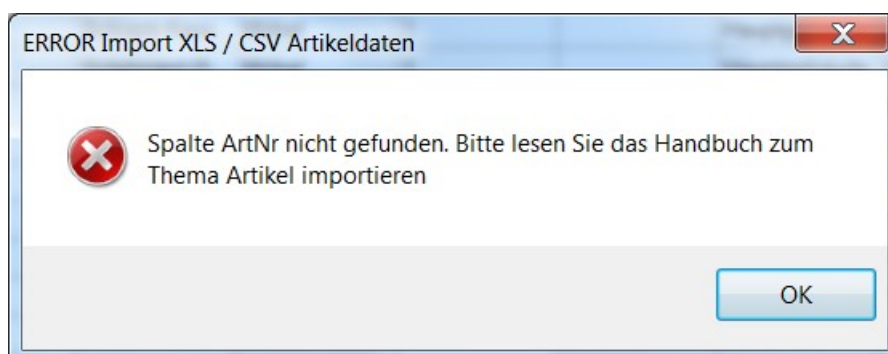 ERROR Import XLS / CSV Artikeldaten
Spalte ArtNr nicht gefunden. Bitte lesen Sie das Handbuch zum
Thema Artikel importieren
OK